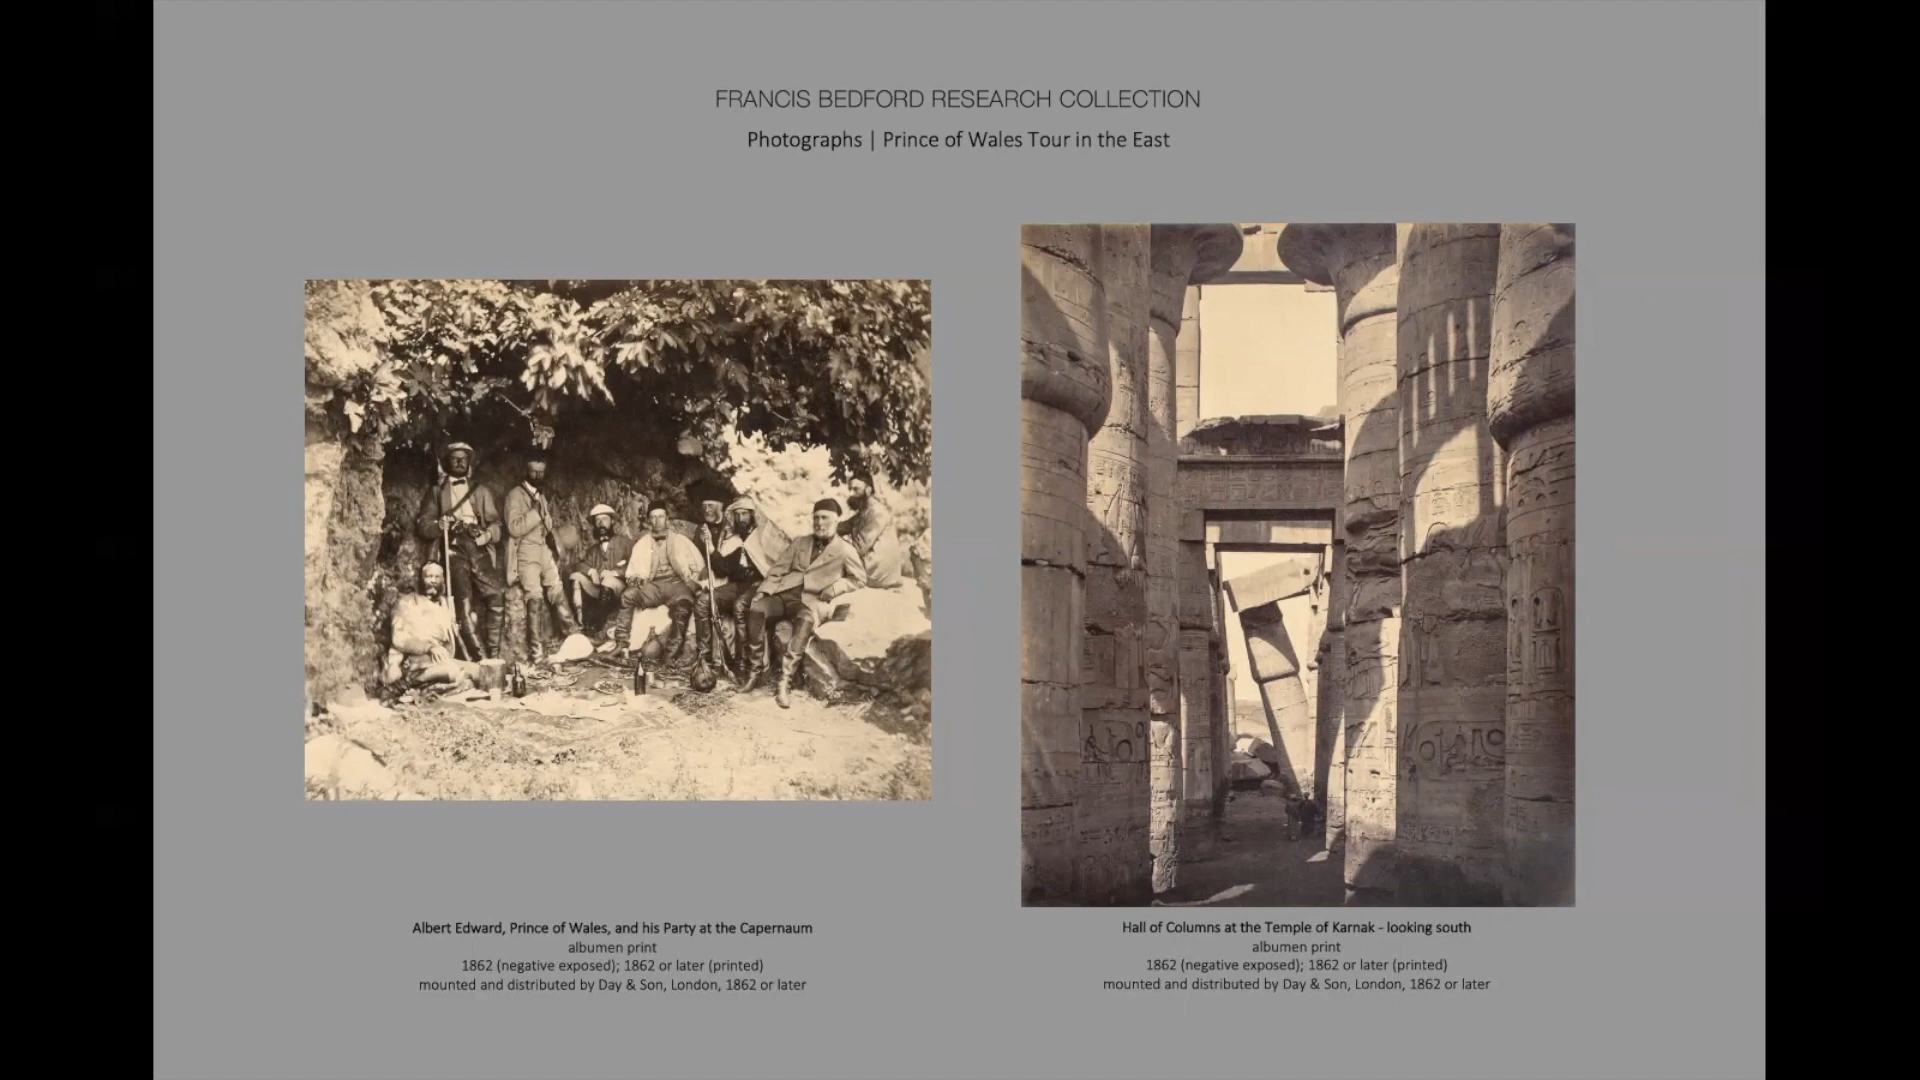 FRANCIS BEDFORD RESEARCH COLLECTION
Photographs | Prince of Wales Tour in the East
Albert Edward, Prince of Wales, and his Party at the Capernaum
albumen print
1862 (negative exposed); 1862 or later (printed)
mounted and distributed by Day & Son, London, 1862 or later
Hall of Columns at the Temple of Karnak - looking south
albumen print
1862 (negative exposed); 1862 or later (printed)
mounted and distributed by Day & Son, London, 1862 or later